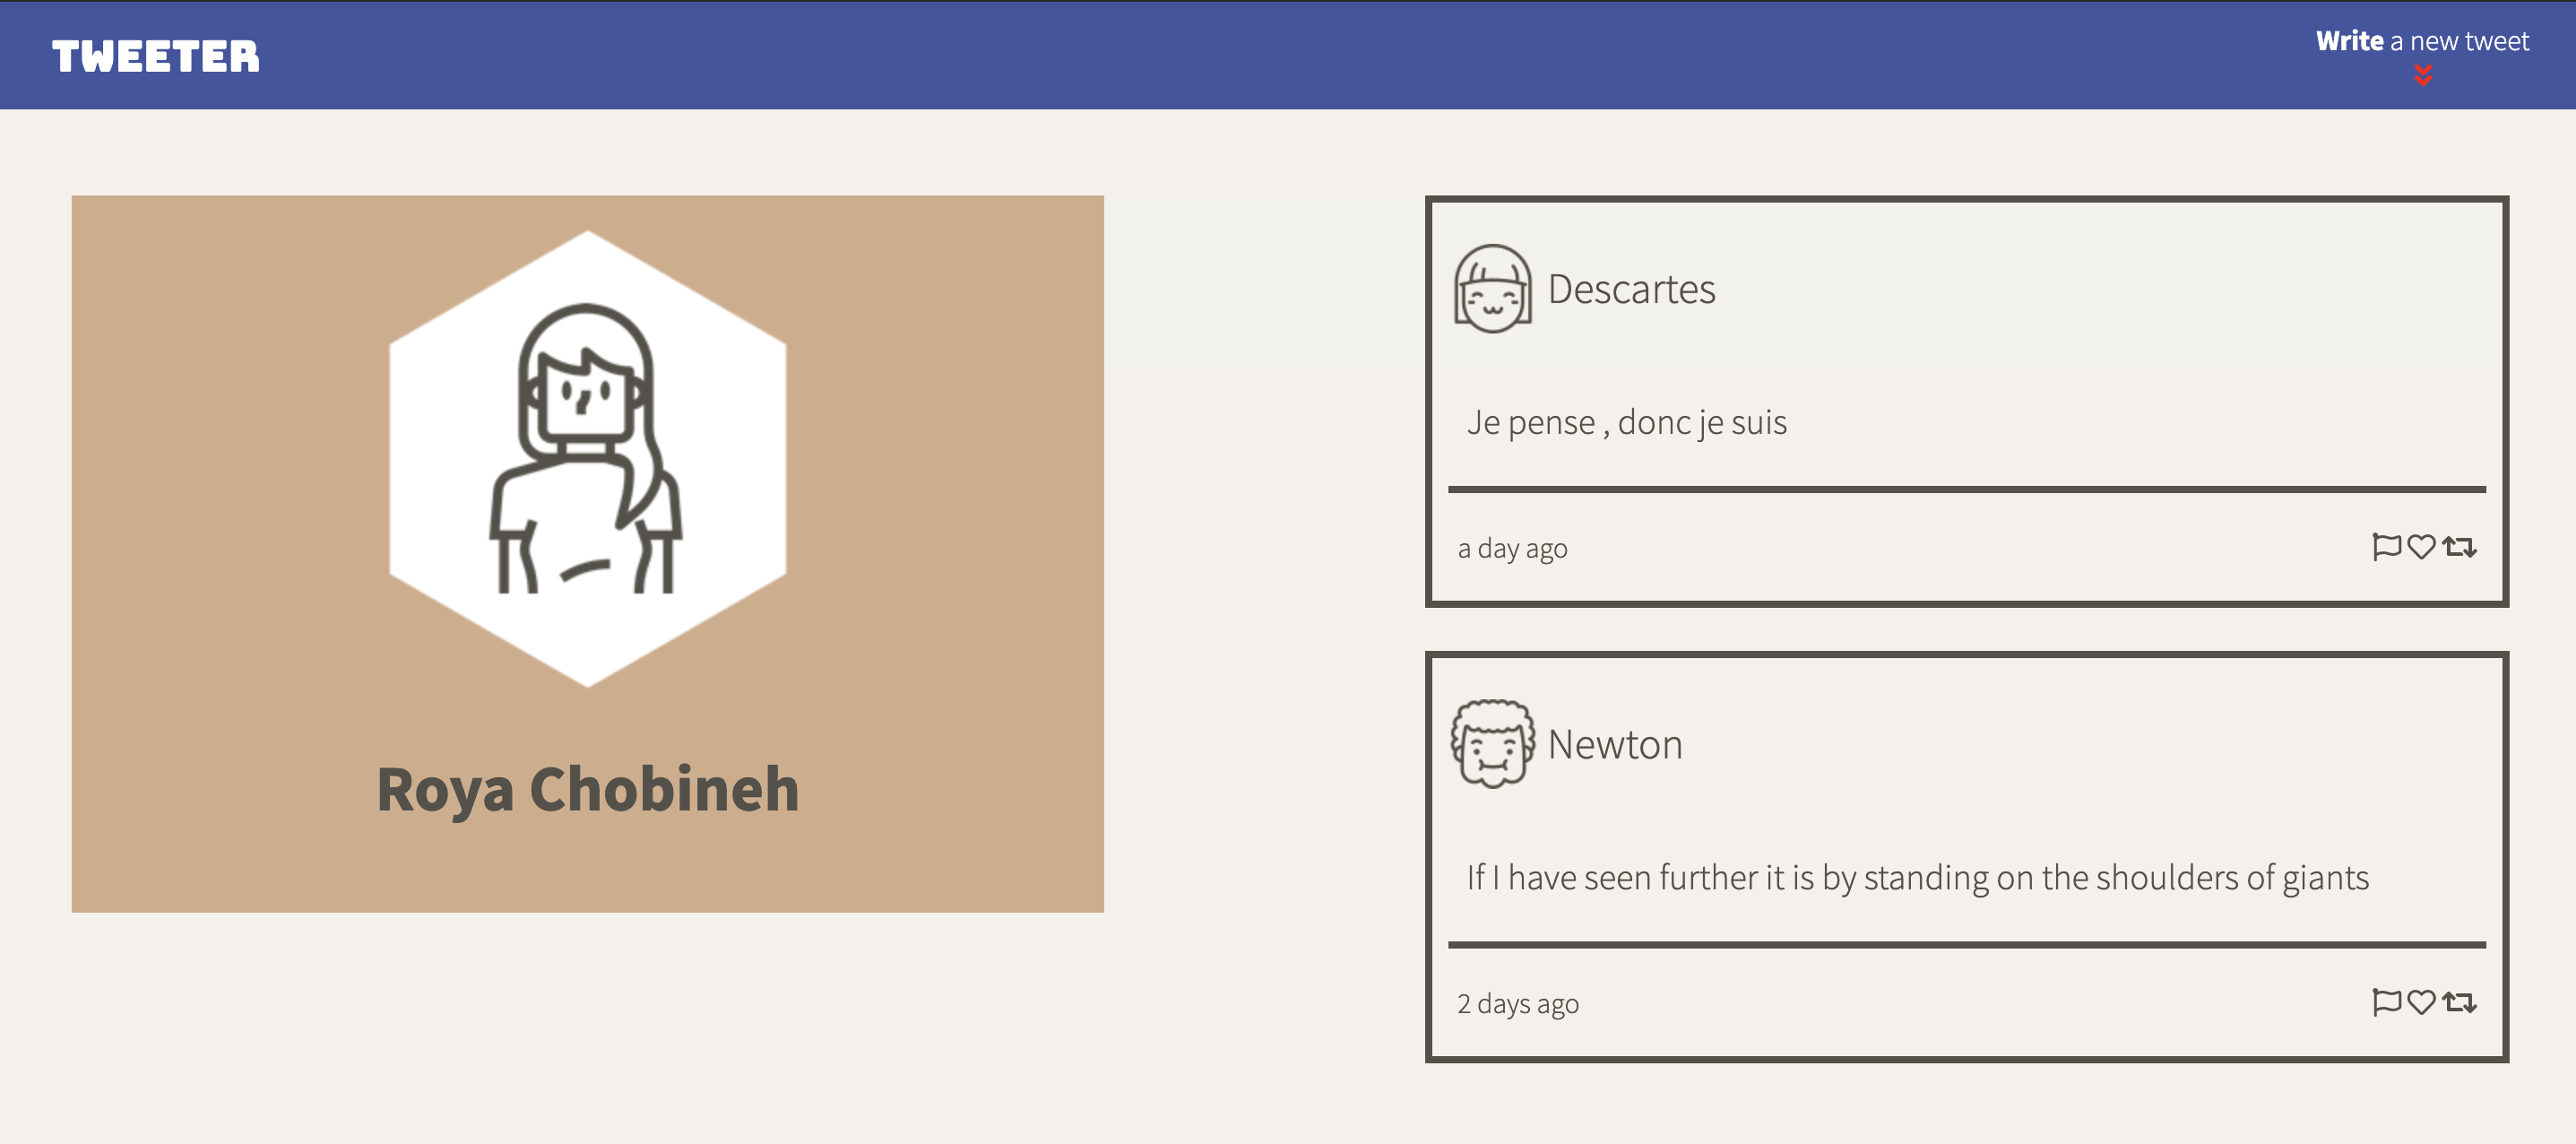 TWEETER
Write a new tweet
Roya Chobineh
Descartes
Je pense , donc je suis
a day ago
Newton
If I have seen further it is by standing on the shoulders of giants
2 days ago